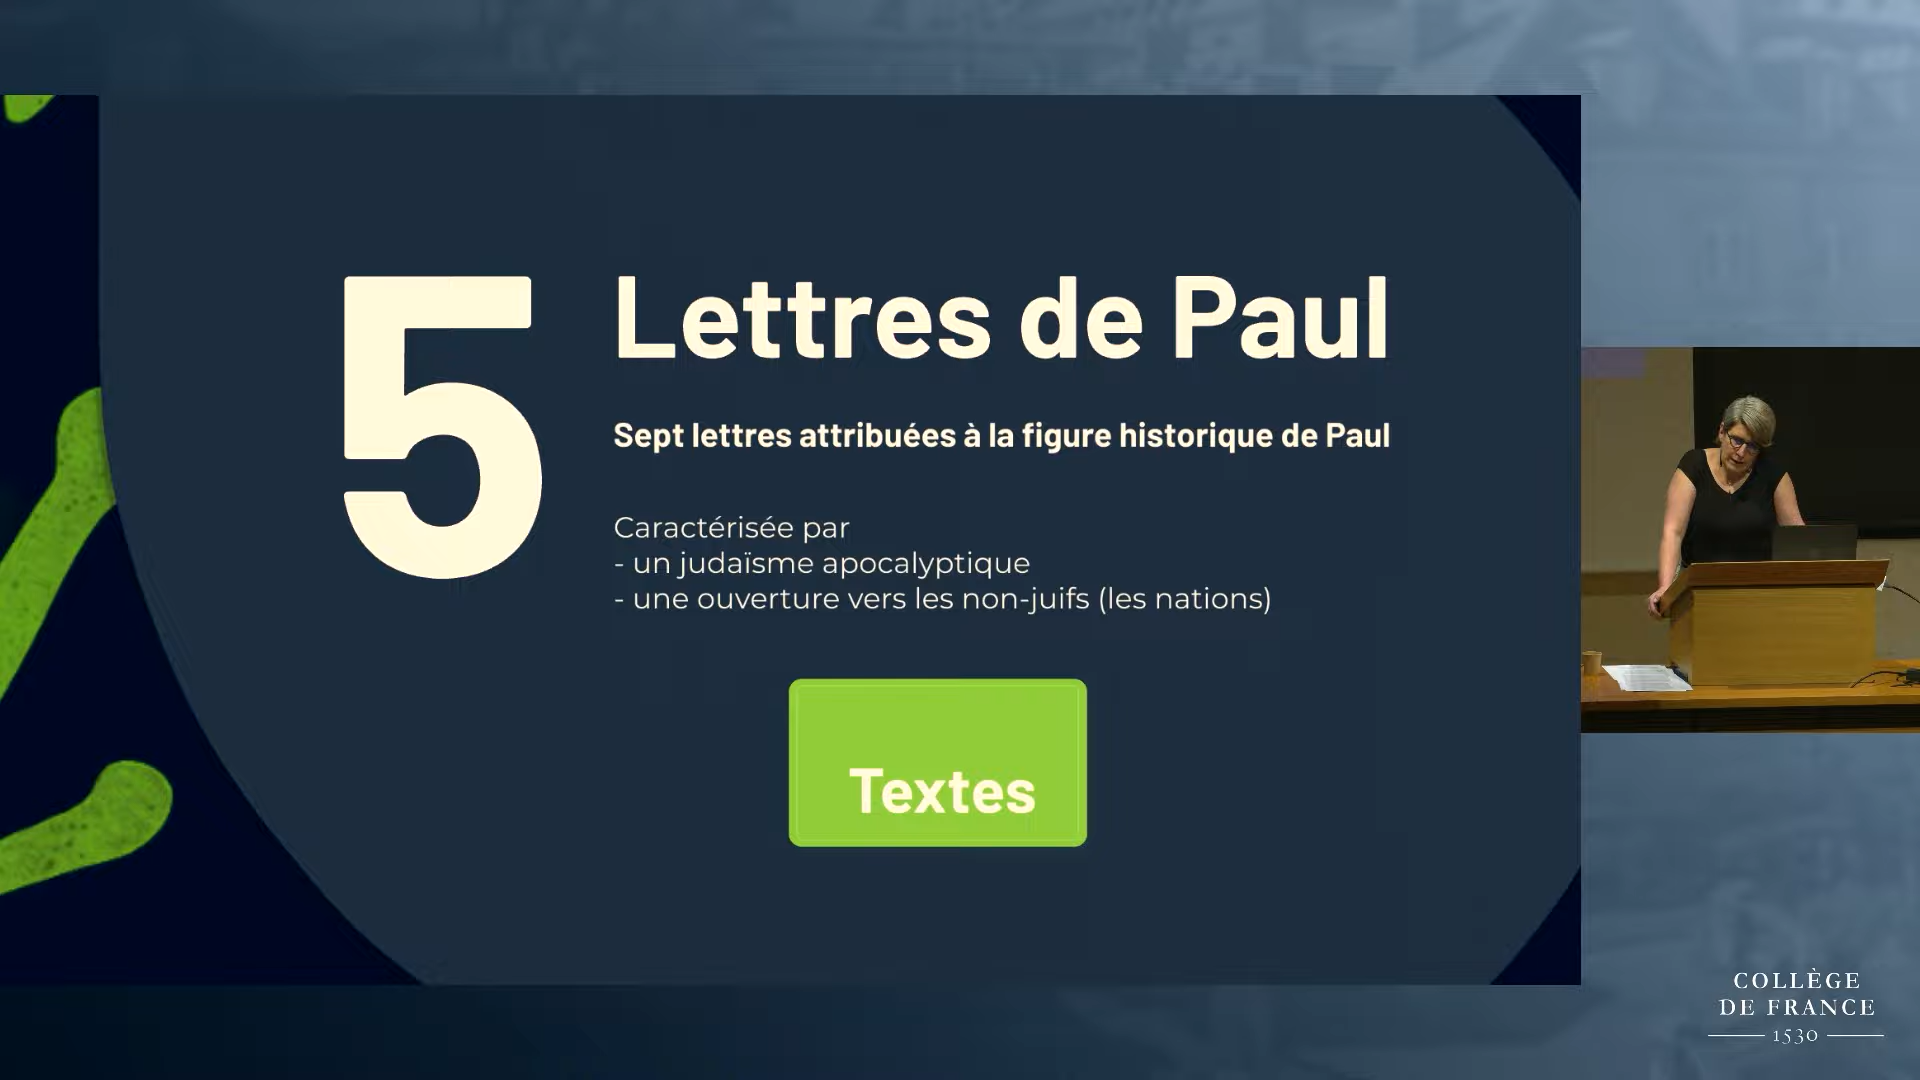 5
Lettres de Paul
Sept lettres attribuées à la figure historique de Paul
Caractérisée par
- un judaïsme apocalyptique
- une ouverture vers les non-juifs (les nations)
Textes
COLLÈGE
DE FRANCE
1530